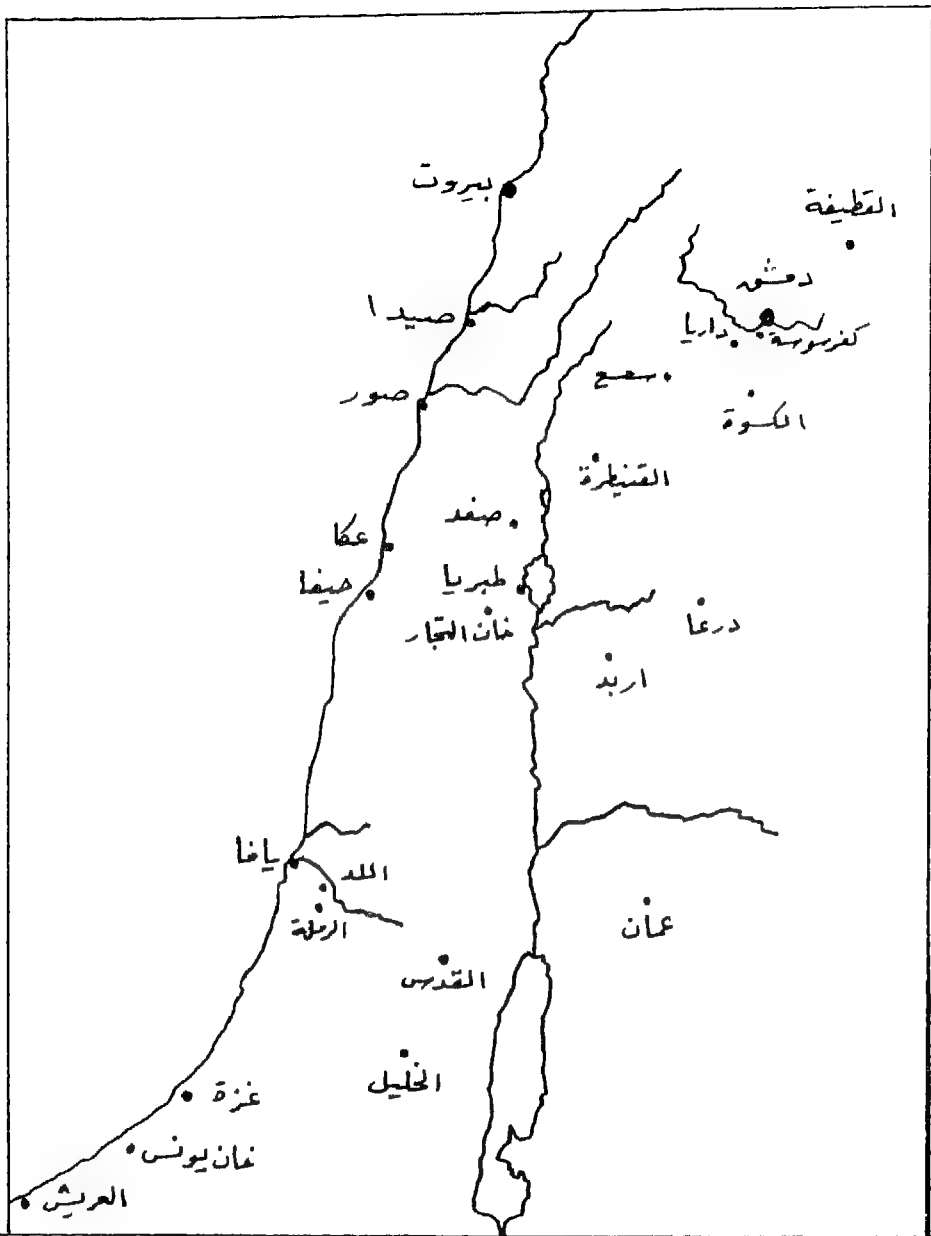 بيروت
القطيفة
دمشق
صيدا
كفرسوسة
داريا
سعسع
صور
الكسوة
القنيطرة
صفد
عكا
طبريا
حيفا
خان التجار
درعا
اربد
يافا
اللد
الرملة
عمان
القدس
الخليل
غزة
خان يونس
العريش